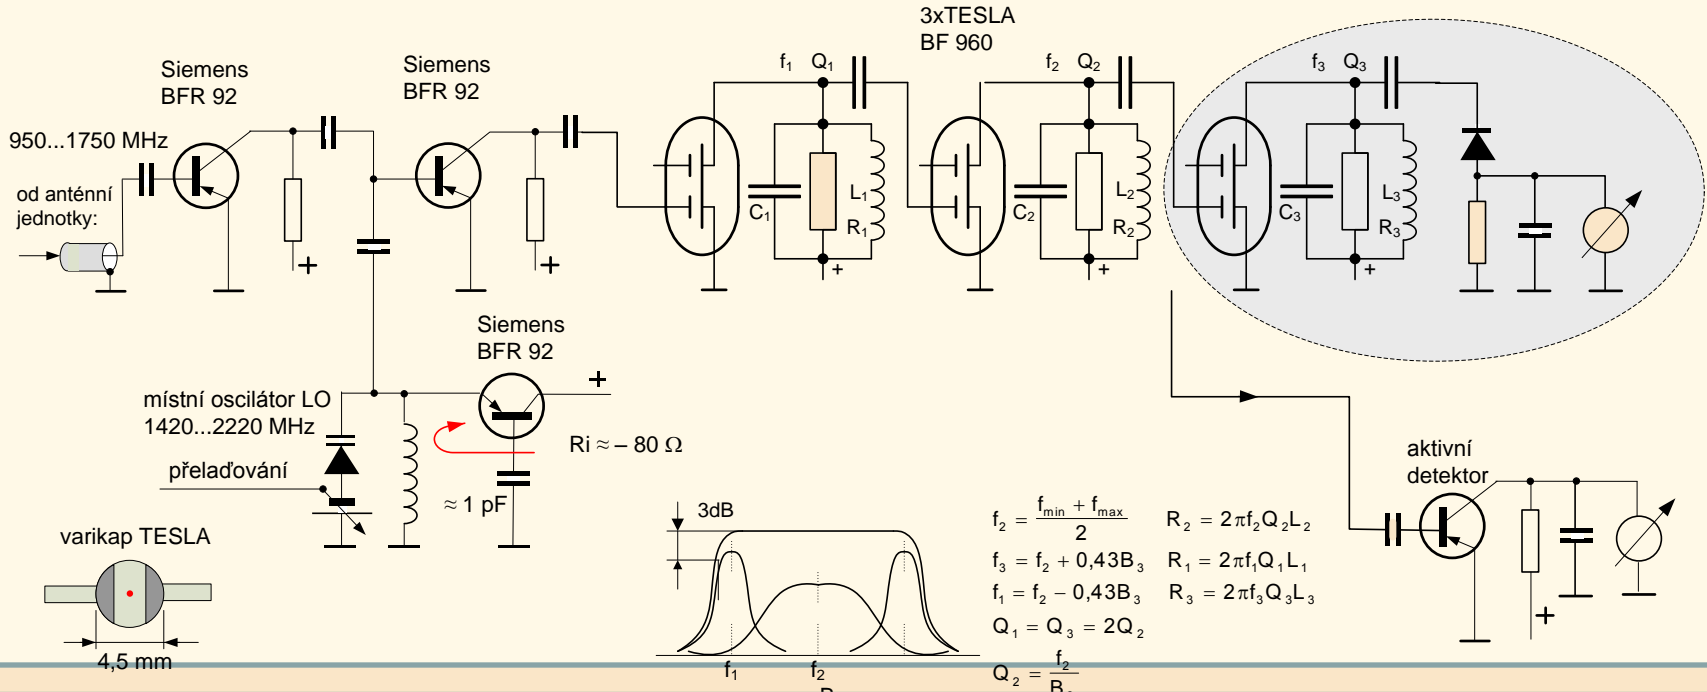 3xTESLA
BF 960
Siemens
BFR 92
Siemens
BFR 92
950...1750 MHz
od anténní
jednotky:
+
+
f₁ Q₁
C₁
L₁
R₁
+
f₂ Q₂
C₂
L₂
R₂
+
f₃ Q₃
C₃
L₃
R₃
+
Siemens
BFR 92
+
místní oscilátor LO
1420...2220 MHz
přelaďování
≈ 1 pF
Ri ≈ – 80 Ω
varikap TESLA
4,5 mm
3dB
f₁
f₂
f₂ = (f_min + f_max) / 2
R₂ = 2πf₂Q₂L₂
f₃ = f₂ + 0,43B₃
R₁ = 2πf₁Q₁L₁
f₁ = f₂ − 0,43B₃
R₃ = 2πf₃Q₃L₃
Q₁ = Q₃ = 2Q₂
Q₂ = f₂ /
aktivní
detektor
+